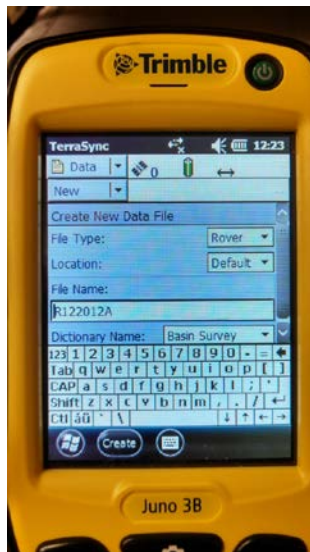 Trimble
TerraSync 12:23
Data 0
New
Create New Data File
File Type: Rover
Location: Default
File Name:
R122012A
Dictionary Name: Basin Survey
123 1 2 3 4 5 6 7 8 9 0 - =
Tab q w e r t y u i o p [ ]
CAP a s d f g h j k l ; '
Shift z x c v b n m , . /
Ctl áü ` \
Create
Juno 3B